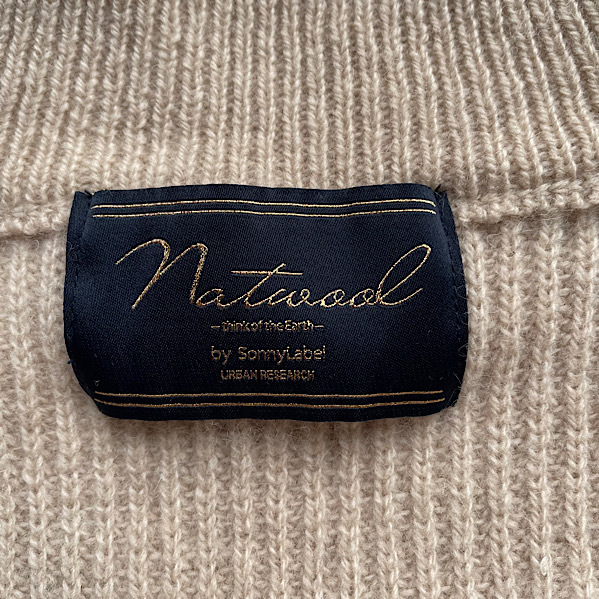 Natwool
— think of the Earth —
by SonnyLabel
URBAN RESEARCH